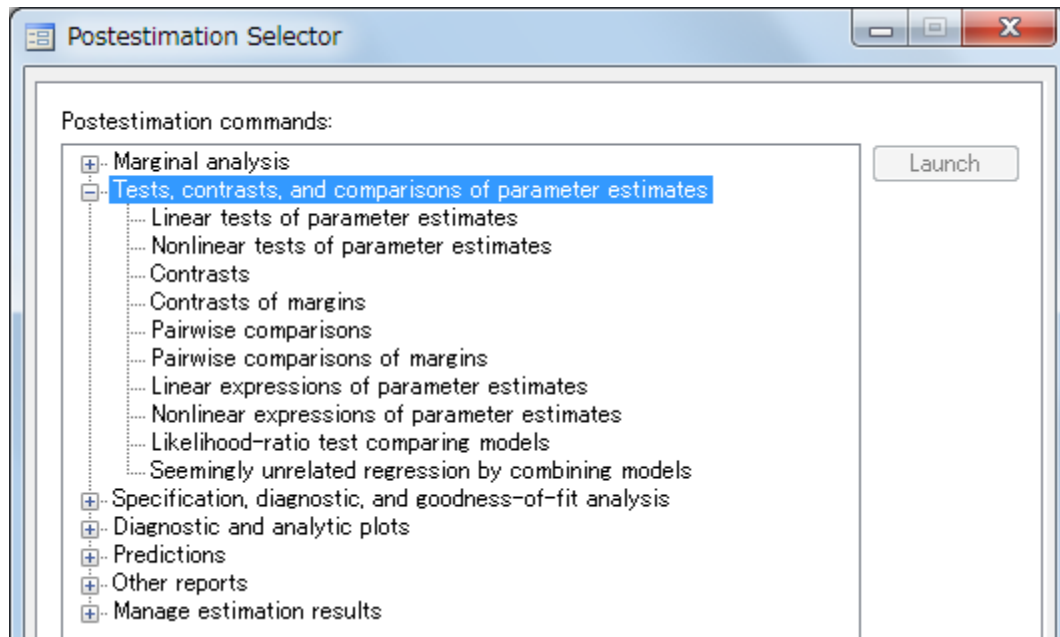 Postestimation Selector
Postestimation commands:
Marginal analysis
Launch
Tests, contrasts, and comparisons of parameter estimates
Linear tests of parameter estimates
Nonlinear tests of parameter estimates
Contrasts
Contrasts of margins
Pairwise comparisons
Pairwise comparisons of margins
Linear expressions of parameter estimates
Nonlinear expressions of parameter estimates
Likelihood-ratio test comparing models
Seemingly unrelated regression by combining models
Specification, diagnostic, and goodness-of-fit analysis
Diagnostic and analytic plots
Predictions
Other reports
Manage estimation results